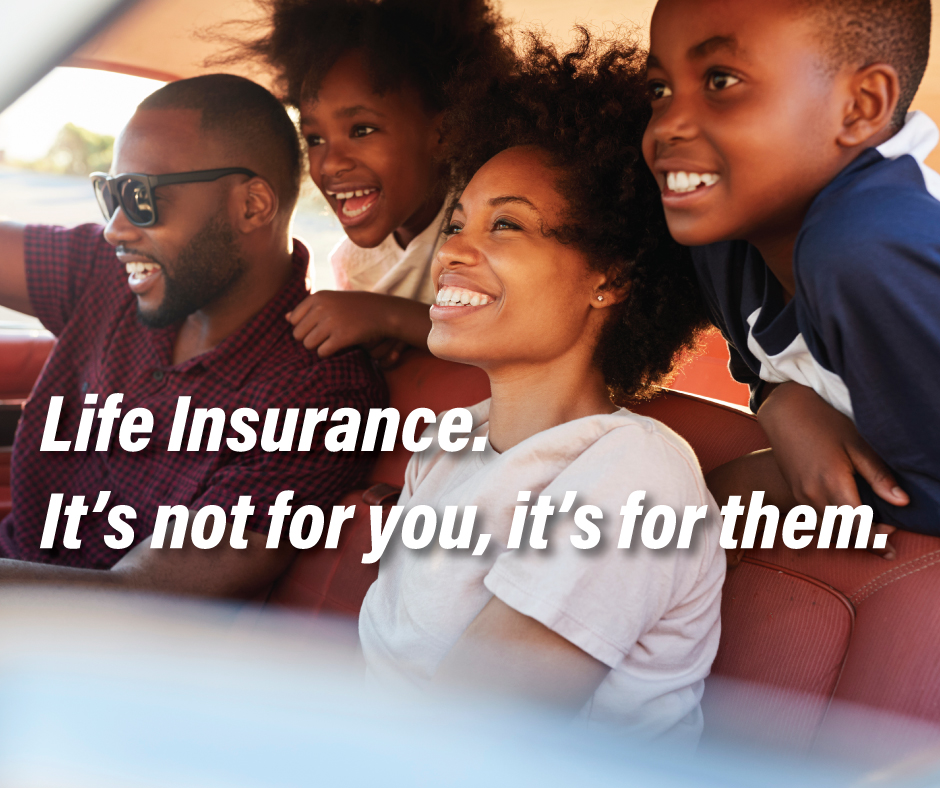 Life Insurance.
It’s not for you, it’s for them.